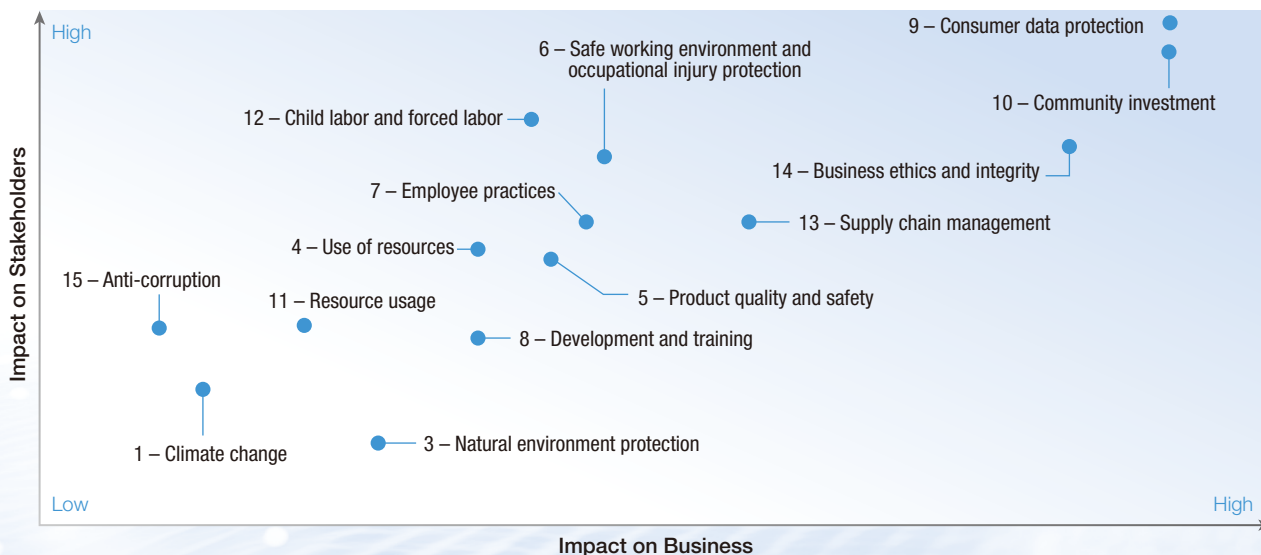 High
9 – Consumer data protection
6 – Safe working environment and
occupational injury protection
10 – Community investment
12 – Child labor and forced labor
14 – Business ethics and integrity
7 – Employee practices
13 – Supply chain management
4 – Use of resources
15 – Anti-corruption
11 – Resource usage
5 – Product quality and safety
8 – Development and training
3 – Natural environment protection
1 – Climate change
Impact on Stakeholders
Low
High
Impact on Business